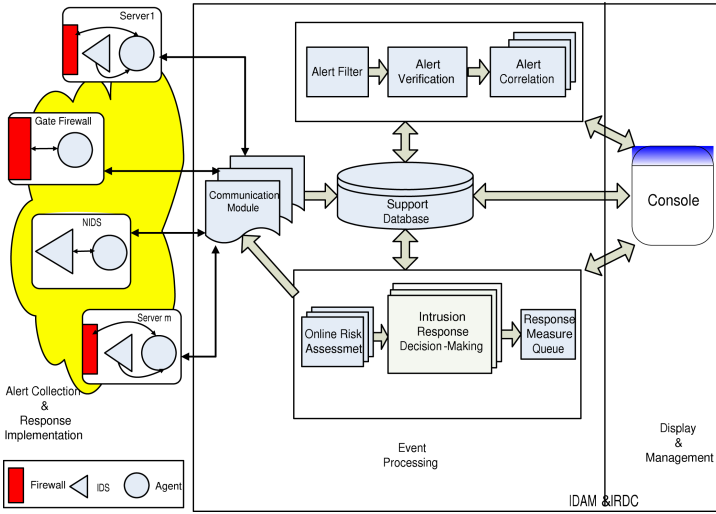 Server1
Gate Firewall
NIDS
Server m
Alert Collection
&
Response
Implementation
Firewall
IDS
Agent
Communication
Module
Alert Filter
Alert
Verification
Alert
Correlation
Support
Database
Online Risk
Assessmet
Intrusion
Response
Decision-Making
Response
Measure
Queue
Event
Processing
Console
Display
&
Management
IDAM &IRDC